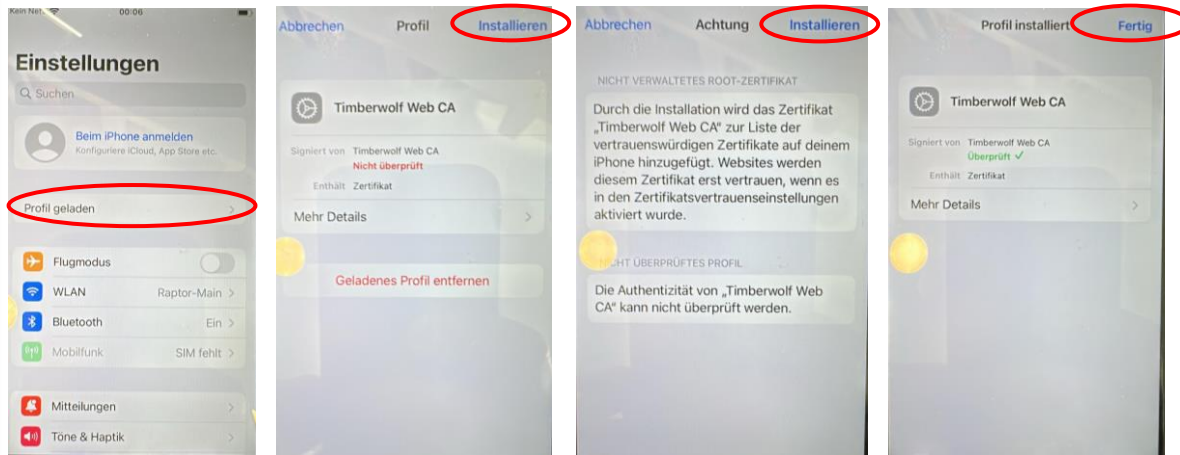 Kein Net
00:06
Einstellungen
Suchen
Beim iPhone anmelden
Konfiguriere iCloud, App Store etc.
Profil geladen
Flugmodus
WLAN Raptor-Main
Bluetooth Ein
Mobilfunk SIM fehlt
Mitteilungen
Töne & Haptik
Abbrechen Profil Installieren
Timberwolf Web CA
Signiert von Timberwolf Web CA
Nicht überprüft
Enthält Zertifikat
Mehr Details
Geladenes Profil entfernen
Abbrechen Achtung Installieren
NICHT VERWALTETES ROOT-ZERTIFIKAT
Durch die Installation wird das Zertifikat
„Timberwolf Web CA“ zur Liste der
vertrauenswürdigen Zertifikate auf deinem
iPhone hinzugefügt. Websites werden
diesem Zertifikat erst vertrauen, wenn es
in den Zertifikatsvertrauenseinstellungen
aktiviert wurde.
ÜBERPRÜFTES PROFIL
Die Authentizität von „Timberwolf Web
CA“ kann nicht überprüft werden.
Profil installiert Fertig
Timberwolf Web CA
Signiert von Timberwolf Web CA
Überprüft ✓
Enthält Zertifikat
Mehr Details